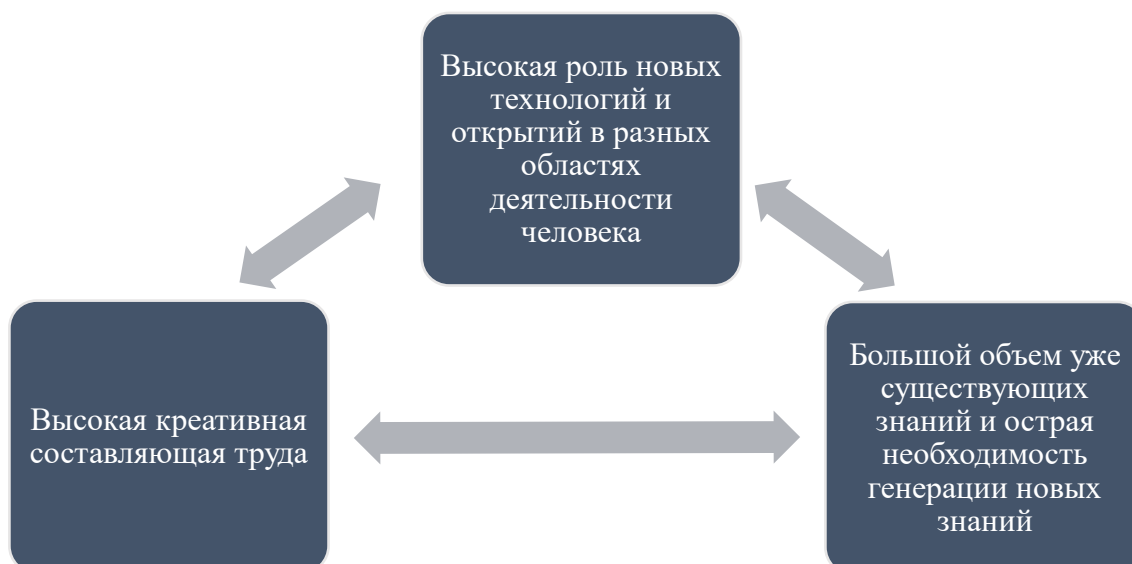 Высокая роль новых
технологий и
открытий в разных
областях
деятельности
человека
Высокая креативная
составляющая труда
Большой объем уже
существующих
знаний и острая
необходимость
генерации новых
знаний